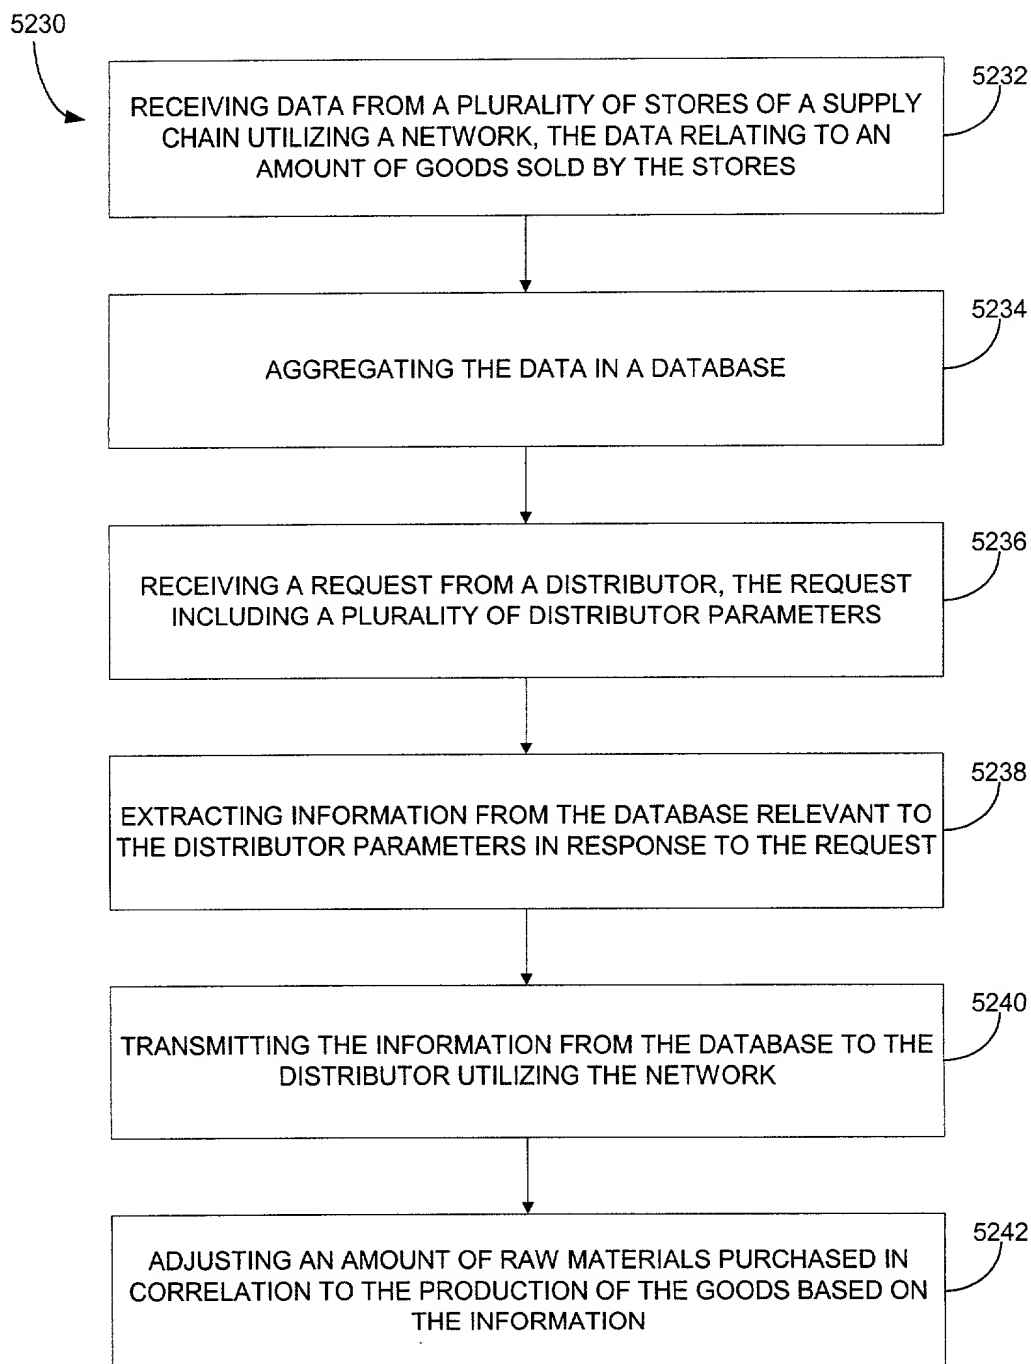 5230
5232
RECEIVING DATA FROM A PLURALITY OF STORES OF A SUPPLY
CHAIN UTILIZING A NETWORK, THE DATA RELATING TO AN
AMOUNT OF GOODS SOLD BY THE STORES
5234
AGGREGATING THE DATA IN A DATABASE
5236
RECEIVING A REQUEST FROM A DISTRIBUTOR, THE REQUEST
INCLUDING A PLURALITY OF DISTRIBUTOR PARAMETERS
5238
EXTRACTING INFORMATION FROM THE DATABASE RELEVANT TO
THE DISTRIBUTOR PARAMETERS IN RESPONSE TO THE REQUEST
5240
TRANSMITTING THE INFORMATION FROM THE DATABASE TO THE
DISTRIBUTOR UTILIZING THE NETWORK
5242
ADJUSTING AN AMOUNT OF RAW MATERIALS PURCHASED IN
CORRELATION TO THE PRODUCTION OF THE GOODS BASED ON
THE INFORMATION